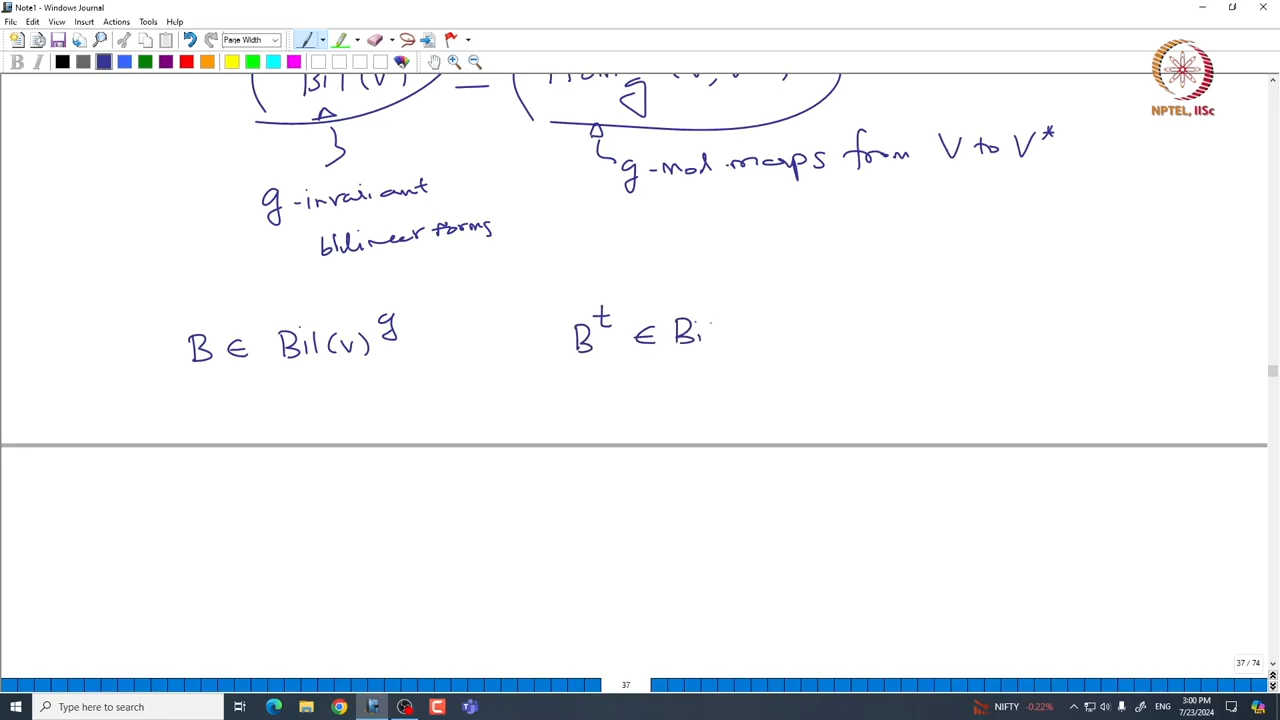 Note1 - Windows Journal
File Edit View Insert Actions Tools Help
Page Width
B I
NPTEL, IISc
Bil(V) = Hom g (V, V
g-mod maps from V to V*
g-invariant
bilinear forms
B ∈ Bil(V)^g B^t ∈ Bi
37 / 74
37
Type here to search
NIFTY -0.22%
ENG
3:00 PM
7/23/2024